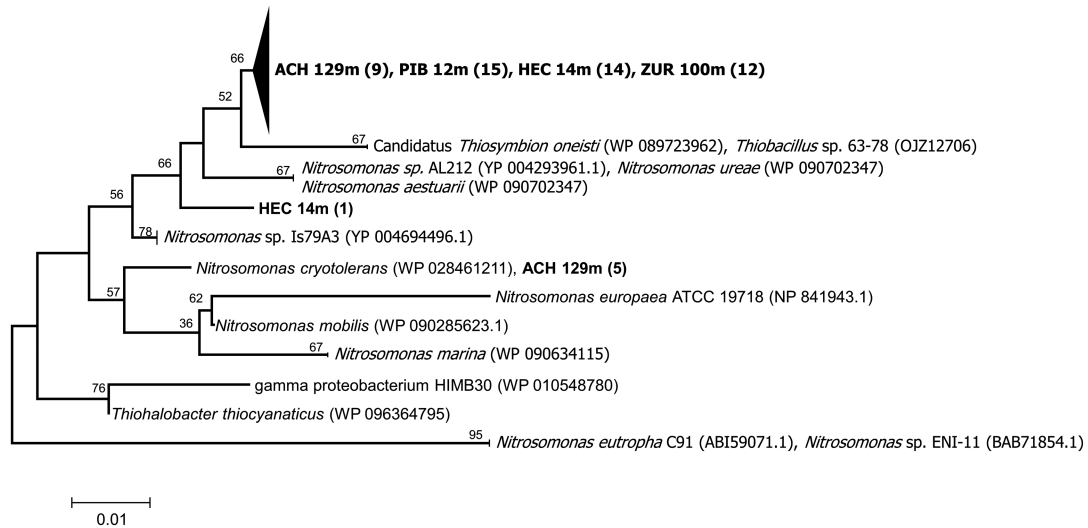 66
ACH 129m (9), PIB 12m (15), HEC 14m (14), ZUR 100m (12)
52
67
Candidatus Thiosymbion oneisti (WP 089723962), Thiobacillus sp. 63-78 (OJZ12706)
66
67
Nitrosomonas sp. AL212 (YP 004293961.1), Nitrosomonas ureae (WP 090702347)
Nitrosomonas aestuarii (WP 090702347)
56
HEC 14m (1)
78
Nitrosomonas sp. Is79A3 (YP 004694496.1)
Nitrosomonas cryotolerans (WP 028461211), ACH 129m (5)
57
62
Nitrosomonas europaea ATCC 19718 (NP 841943.1)
36
Nitrosomonas mobilis (WP 090285623.1)
67
Nitrosomonas marina (WP 090634115)
76
gamma proteobacterium HIMB30 (WP 010548780)
Thiohalobacter thiocyanaticus (WP 096364795)
95
Nitrosomonas eutropha C91 (ABI59071.1), Nitrosomonas sp. ENI-11 (BAB71854.1)
0.01